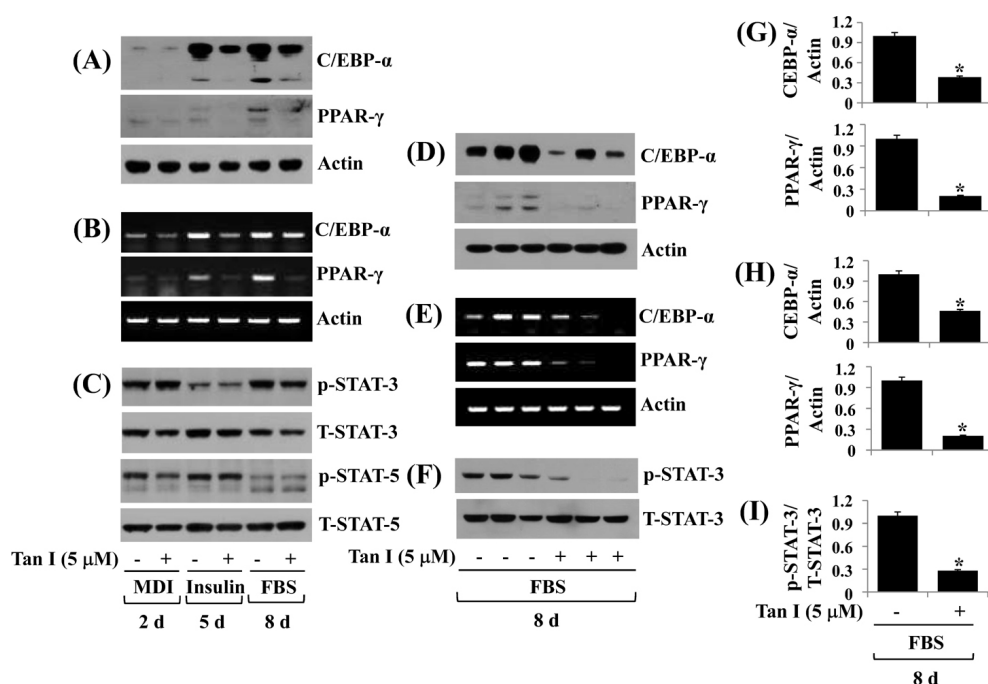 (A)
C/EBP-α
PPAR-γ
Actin
(B)
C/EBP-α
PPAR-γ
Actin
(C)
p-STAT-3
T-STAT-3
p-STAT-5
T-STAT-5
Tan I (5 μM) - + - + - +
MDI Insulin FBS
2 d 5 d 8 d
(D)
C/EBP-α
PPAR-γ
Actin
(E)
C/EBP-α
PPAR-γ
Actin
(F)
p-STAT-3
T-STAT-3
- - - + + +
FBS
8 d
(G)
CEBP-α/
Actin
1.2
0.9
0.6
0.3
0
*
PPAR-γ/
Actin
1.2
0.9
0.6
0.3
0
*
(H)
CEBP-α/
Actin
1.2
0.9
0.6
0.3
0
*
PPAR-γ/
Actin
1.2
0.9
0.6
0.3
0
*
(I)
p-STAT-3/
T-STAT-3
1.2
0.9
0.6
0.3
0
*
Tan I (5 μM) - +
FBS
8 d